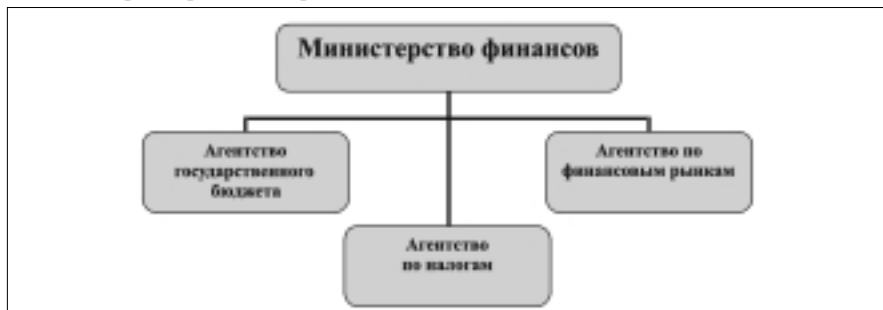 Министерство финансов
Агентство
государственного
бюджета
Агентство по
финансовым рынкам
Агентство
по налогам